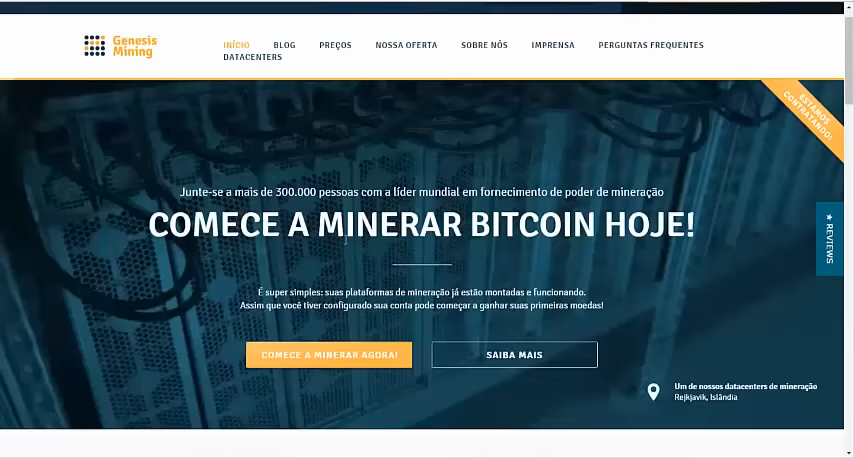 Genesis
Mining
INÍCIO BLOG PREÇOS NOSSA OFERTA SOBRE NÓS IMPRENSA PERGUNTAS FREQUENTES
DATACENTERS
ESTAMOS
CONTRATANDO!
Junte-se a mais de 300.000 pessoas com a líder mundial em fornecimento de poder de mineração
COMECE A MINERAR BITCOIN HOJE!
★ REVIEWS
É super simples: suas plataformas de mineração já estão montadas e funcionando.
Assim que você tiver configurado sua conta pode começar a ganhar suas primeiras moedas!
COMECE A MINERAR AGORA! SAIBA MAIS
Um de nossos datacenters de mineração
Rejkjavik, Islândia